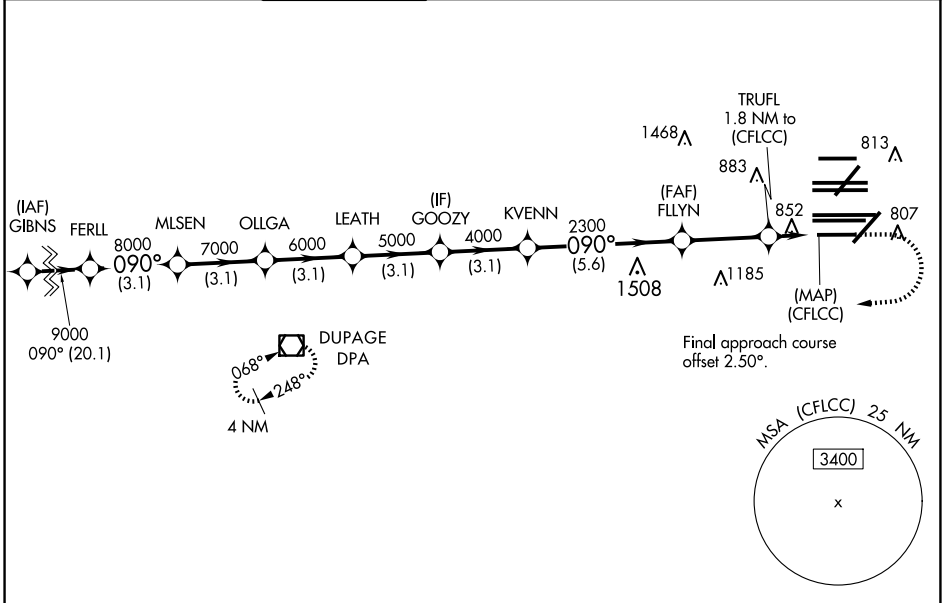 TRUFL
1.8 NM to
(CFLCC)
1468
813
883
(FAF)
FLLYN
(IF)
GOOZY
KVENN
(IAF)
GIBNS
FERLL
MLSEN
OLLGA
LEATH
852
807
8000
090°
(3.1)
7000
(3.1)
6000
(3.1)
5000
(3.1)
4000
(3.1)
2300
090°
(5.6)
1508
1185
9000
090° (20.1)
(MAP)
(CFLCC)
DUPAGE
DPA
068°
248°
4 NM
Final approach course
offset 2.50°.
MSA (CFLCC) 25 NM
3400
x